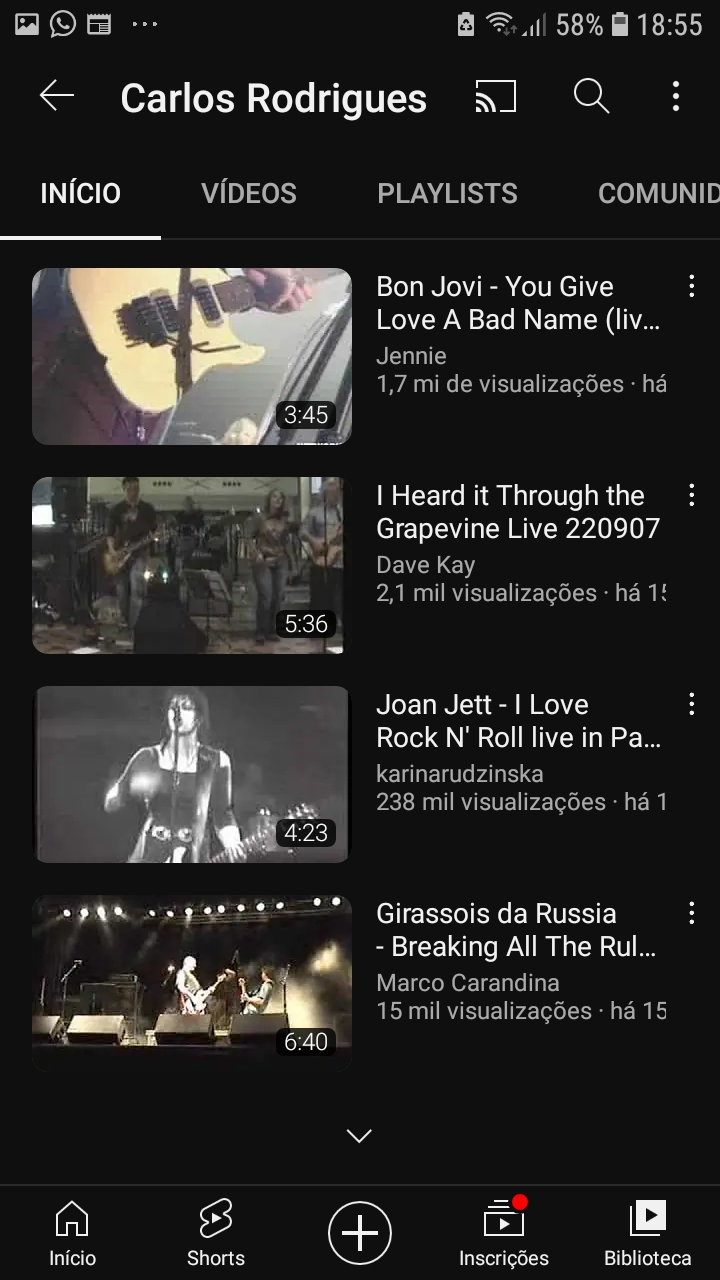 58% 18:55
Carlos Rodrigues
INÍCIO VÍDEOS PLAYLISTS COMUNID
Bon Jovi - You Give
Love A Bad Name (liv...
Jennie
1,7 mi de visualizações · há
3:45
I Heard it Through the
Grapevine Live 220907
Dave Kay
2,1 mil visualizações · há 15
5:36
Joan Jett - I Love
Rock N' Roll live in Pa...
karinarudzinska
238 mil visualizações · há 1
4:23
Girassois da Russia
- Breaking All The Rul...
Marco Carandina
15 mil visualizações · há 15
6:40
Início Shorts Inscrições Biblioteca